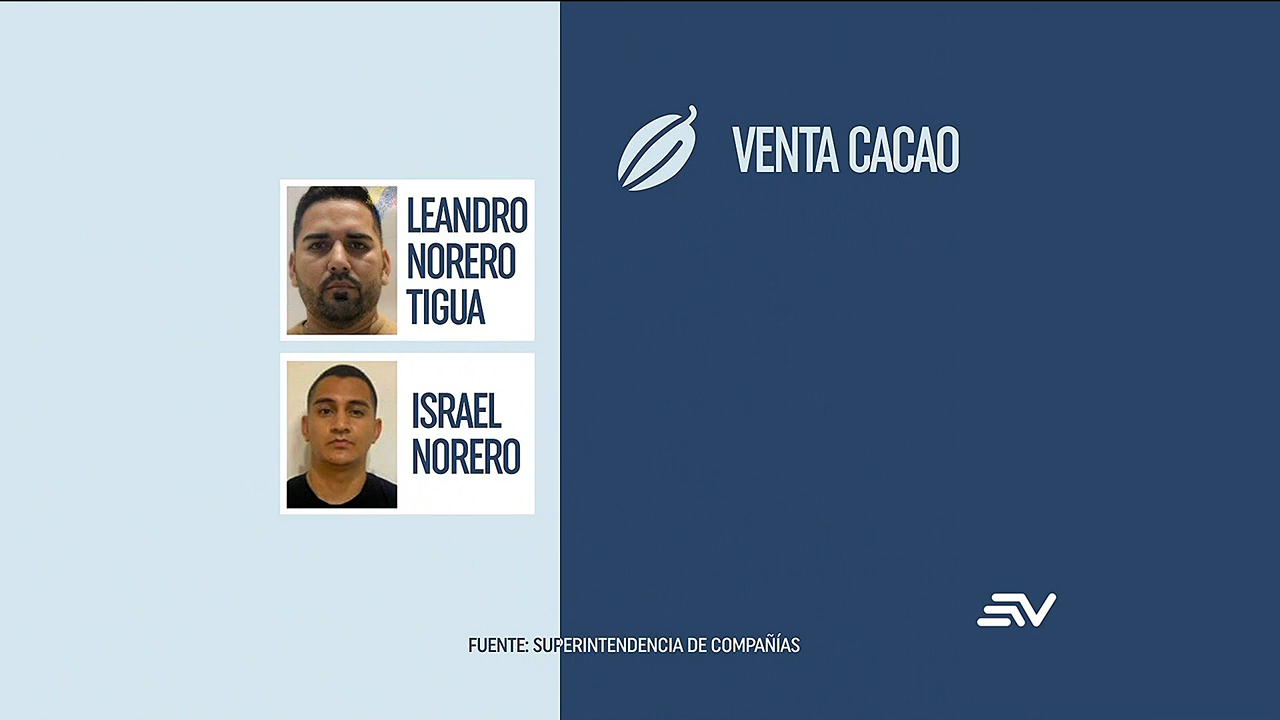 LEANDRO
NORERO
TIGUA
ISRAEL
NORERO
VENTA CACAO
FUENTE: SUPERINTENDENCIA DE COMPAÑÍAS